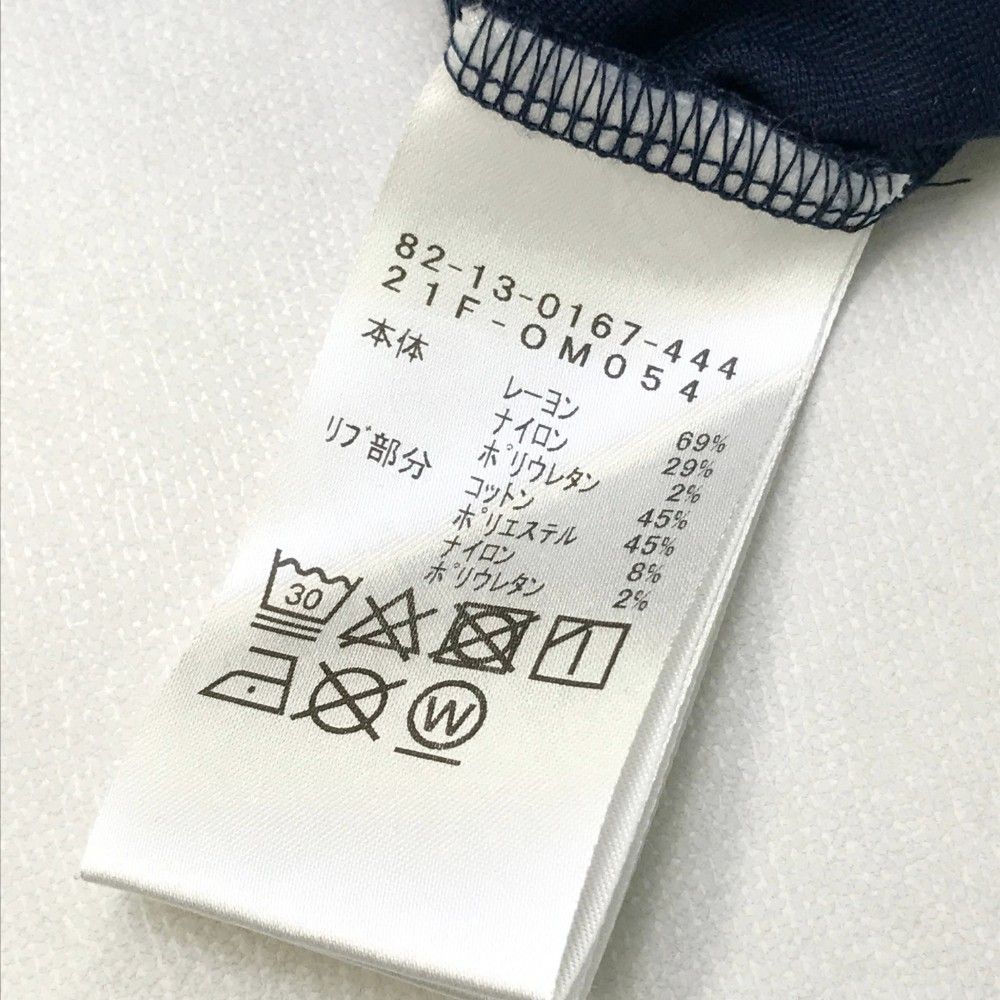 82-13-0167-444
21F-OM054
本体 レーヨン 69%
ナイロン 29%
ポリウレタン 2%
リブ部分 コットン 45%
ポリエステル 45%
ナイロン 8%
ポリウレタン 2%
30
W